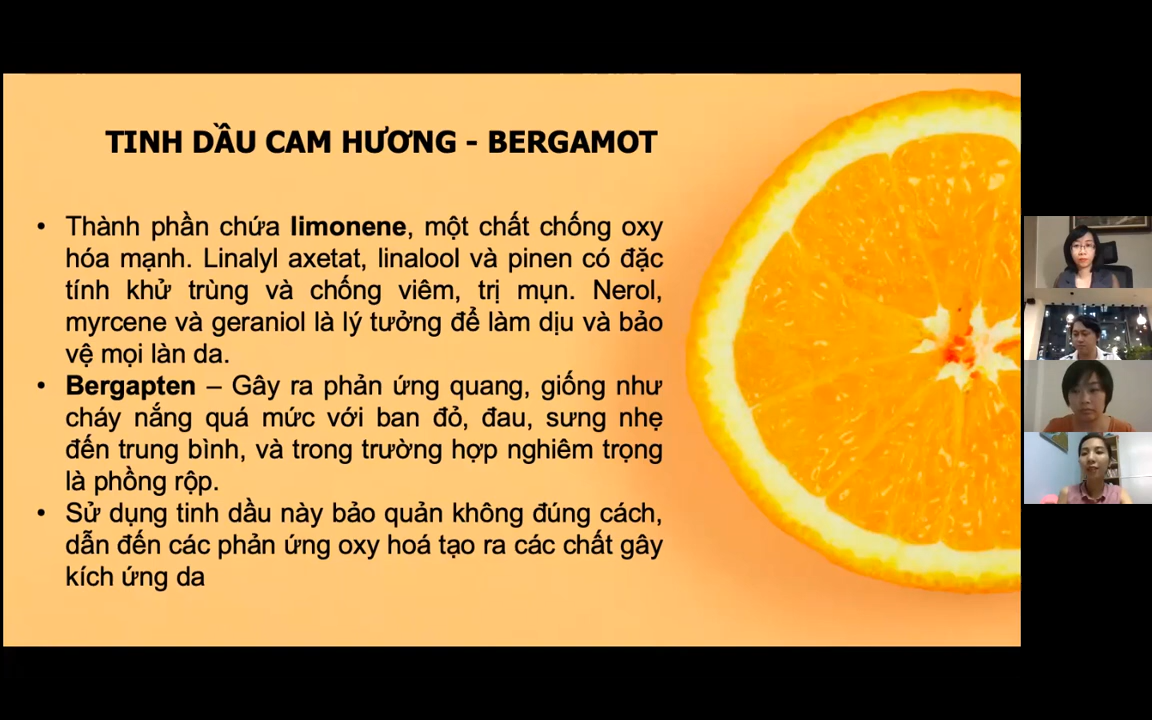 TINH DẦU CAM HƯƠNG - BERGAMOT
• Thành phần chứa limonene, một chất chống oxy
hóa mạnh. Linalyl axetat, linalool và pinen có đặc
tính khử trùng và chống viêm, trị mụn. Nerol,
myrcene và geraniol là lý tưởng để làm dịu và bảo
vệ mọi làn da.
• Bergapten – Gây ra phản ứng quang, giống như
cháy nắng quá mức với ban đỏ, đau, sưng nhẹ
đến trung bình, và trong trường hợp nghiêm trọng
là phồng rộp.
• Sử dụng tinh dầu này bảo quản không đúng cách,
dẫn đến các phản ứng oxy hoá tạo ra các chất gây
kích ứng da